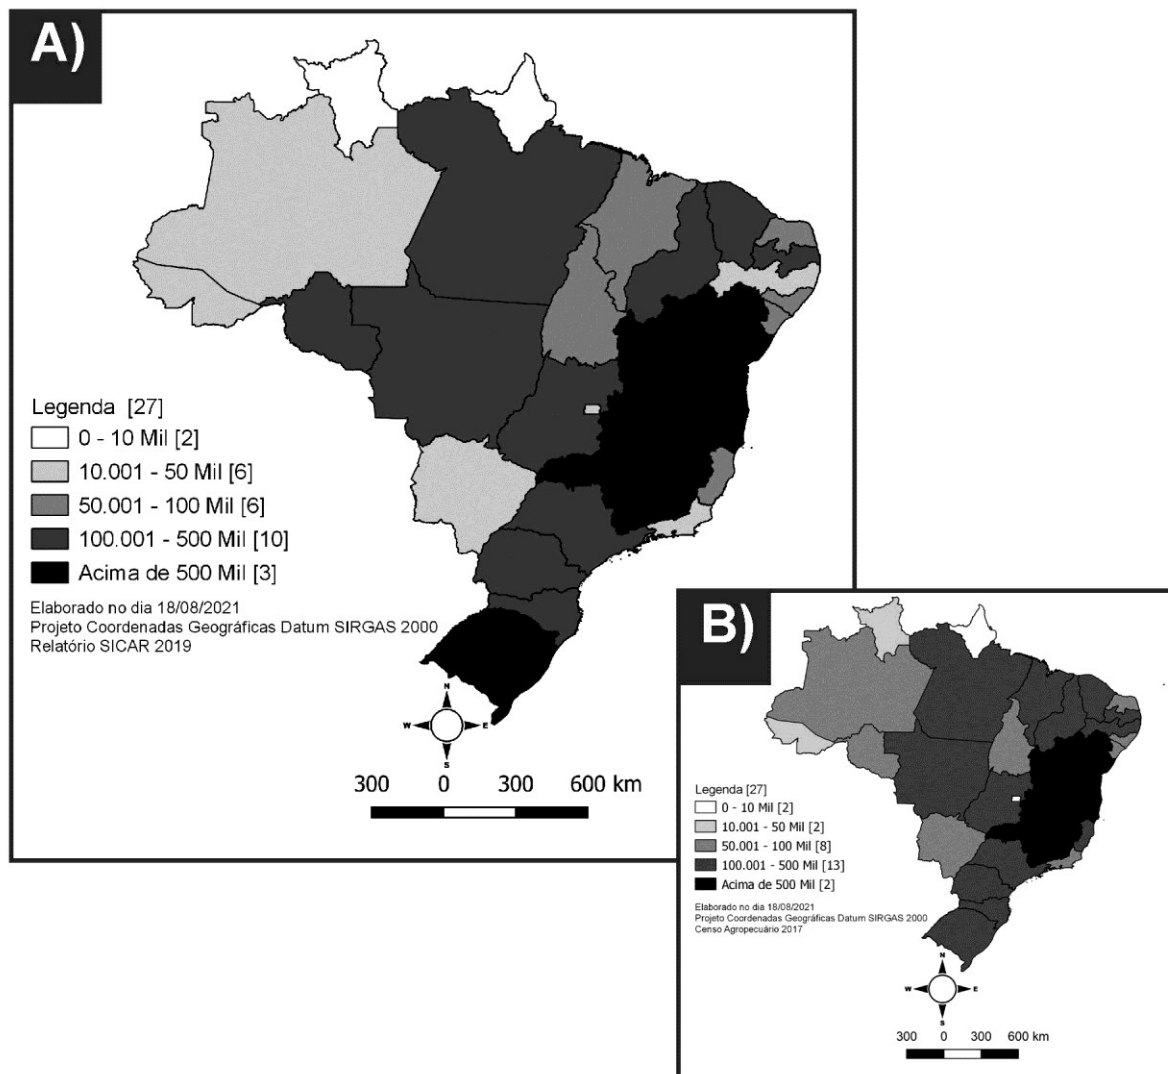 A)
Legenda [27]
0 - 10 Mil [2]
10.001 - 50 Mil [6]
50.001 - 100 Mil [6]
100.001 - 500 Mil [10]
Acima de 500 Mil [3]
Elaborado no dia 18/08/2021
Projeto Coordenadas Geográficas Datum SIRGAS 2000
Relatório SICAR 2019
N
W E
S
300 0 300 600 km
B)
Legenda [27]
0 - 10 Mil [2]
10.001 - 50 Mil [2]
50.001 - 100 Mil [8]
100.001 - 500 Mil [13]
Acima de 500 Mil [2]
Elaborado no dia 18/08/2021
Projeto Coordenadas Geográficas Datum SIRGAS 2000
Censo Agropecuário 2017
N
W E
S
300 0 300 600 km